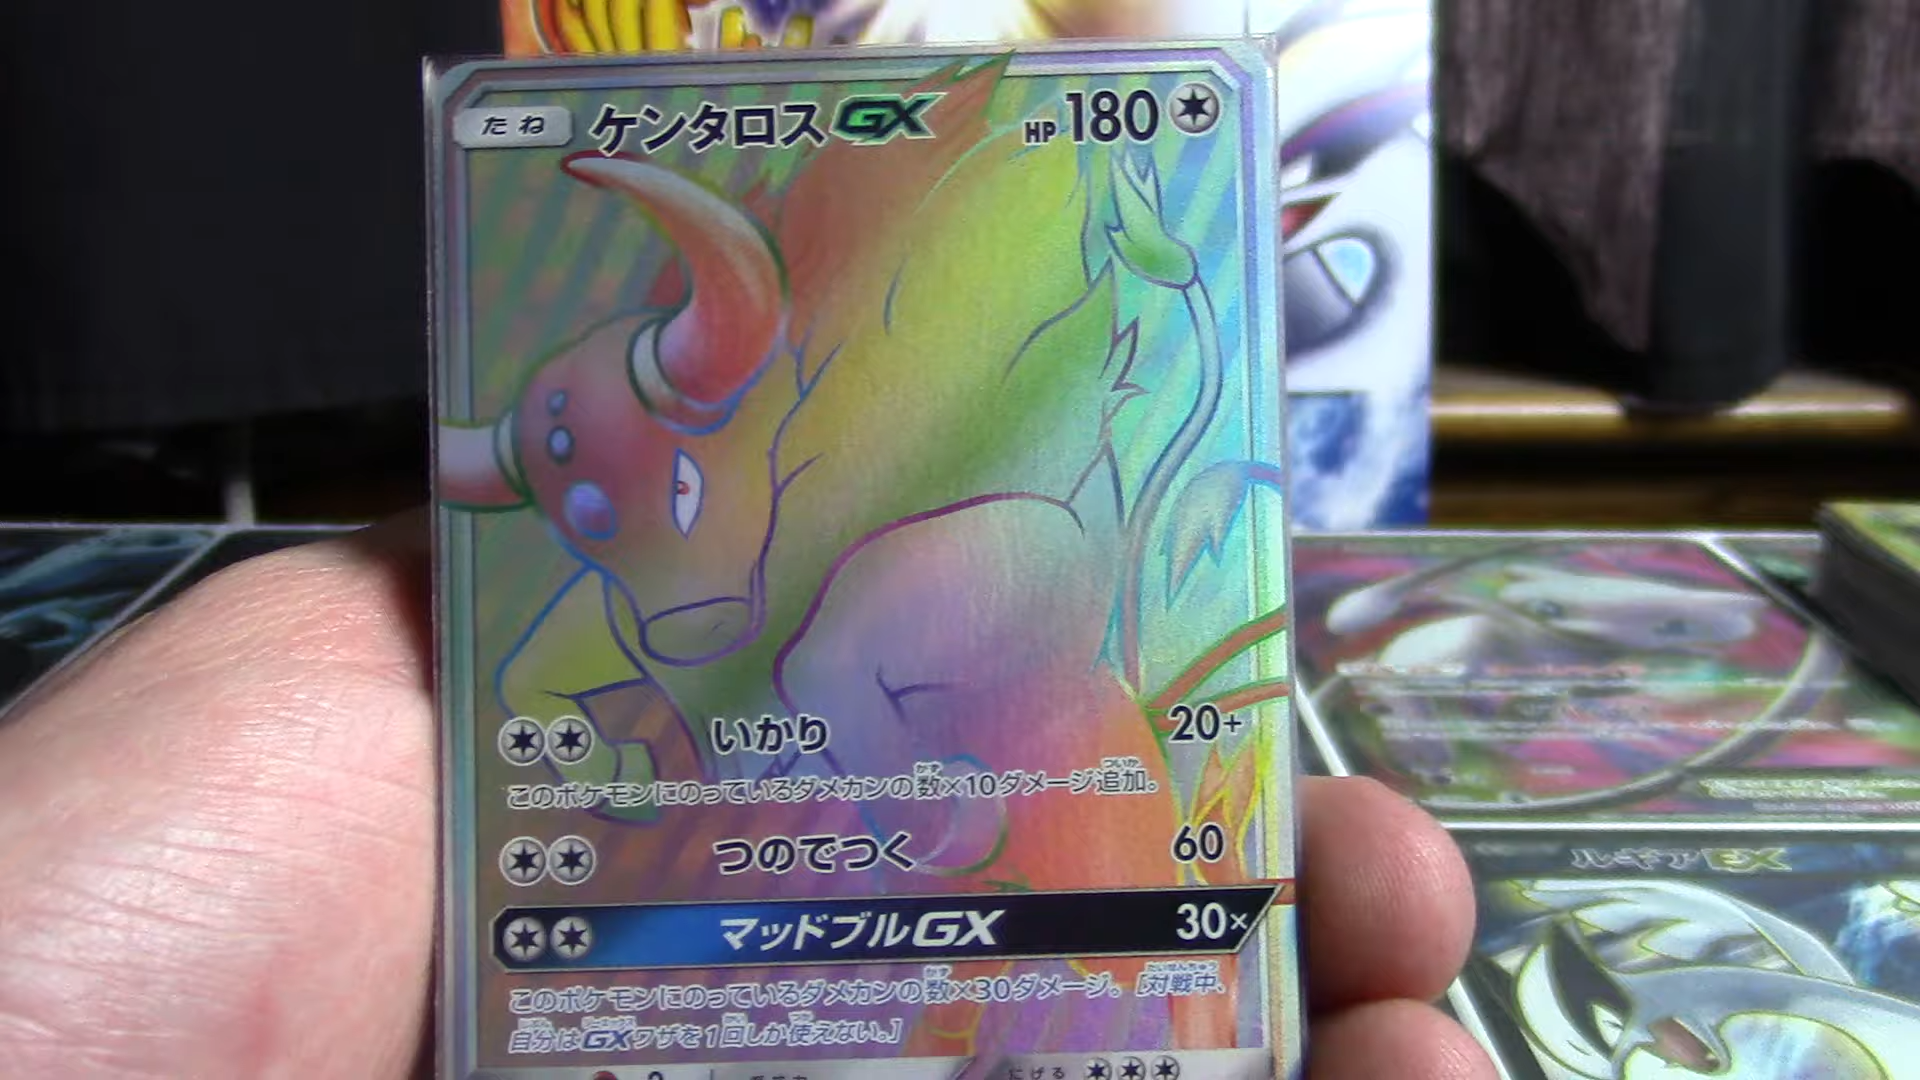 たね ケンタロスGX HP 180
いかり 20+
このポケモンにのっているダメカンの数×10ダメージ追加。
つのでつく 60
マッドブルGX 30×
このポケモンにのっているダメカンの数×30ダメージ。[対戦中、
自分はGXワザを1回しか使えない。]
にげる
ルギアEX